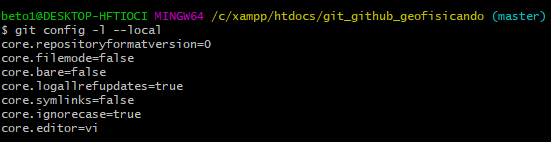 beto1@DESKTOP-HFTIOCI MINGW64 /c/xampp/htdocs/git_github_geofisicando (master)
$ git config -l --local
core.repositoryformatversion=0
core.filemode=false
core.bare=false
core.logallrefupdates=true
core.symlinks=false
core.ignorecase=true
core.editor=vi